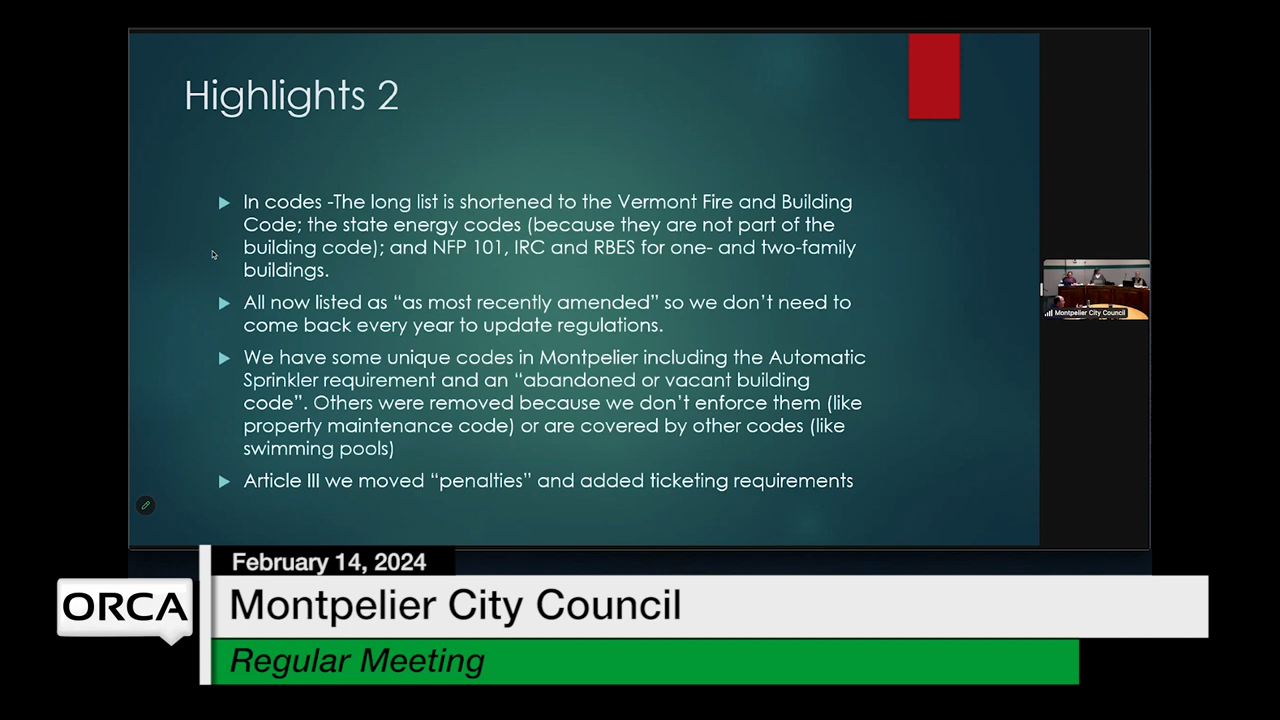 Highlights 2
In codes -The long list is shortened to the Vermont Fire and Building
Code; the state energy codes (because they are not part of the
building code); and NFP 101, IRC and RBES for one- and two-family
buildings.
All now listed as “as most recently amended” so we don’t need to
come back every year to update regulations.
We have some unique codes in Montpelier including the Automatic
Sprinkler requirement and an “abandoned or vacant building
code”. Others were removed because we don’t enforce them (like
property maintenance code) or are covered by other codes (like
swimming pools)
Article III we moved “penalties” and added ticketing requirements
Montpelier City Council
February 14, 2024
ORCA
Montpelier City Council
Regular Meeting